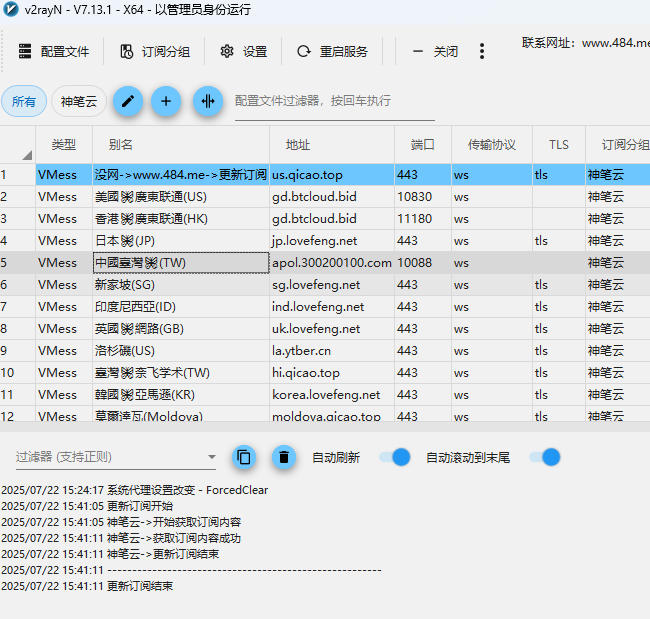 v2rayN - V7.13.1 - X64 - 以管理员身份运行
配置文件 订阅分组 设置 重启服务 关闭 联系网址: www.484.me
所有 神笔云 配置文件过滤器，按回车执行
类型 别名 地址 端口 传输协议 TLS 订阅分组
1 VMess 没网->www.484.me->更新订阅 us.qicao.top 443 ws tls 神笔云
2 VMess 美國廣東联通(US) gd.btcloud.bid 10830 ws 神笔云
3 VMess 香港廣東联通(HK) gd.btcloud.bid 11180 ws 神笔云
4 VMess 日本(JP) jp.lovefeng.net 443 ws tls 神笔云
5 VMess 中國臺灣(TW) apol.300200100.com 10088 ws 神笔云
6 VMess 新家坡(SG) sg.lovefeng.net 443 ws tls 神笔云
7 VMess 印度尼西亞(ID) ind.lovefeng.net 443 ws tls 神笔云
8 VMess 英國網路(GB) uk.lovefeng.net 443 ws tls 神笔云
9 VMess 洛杉磯(US) la.ytber.cn 443 ws tls 神笔云
10 VMess 臺灣奈飞学术(TW) hi.qicao.top 443 ws tls 神笔云
11 VMess 韓國亞馬遜(KR) korea.lovefeng.net 443 ws tls 神笔云
12 VMess 莫爾達瓦(Moldova) moldova.qicao.top 443 ws tls 神笔云
过滤器 (支持正则) 自动刷新 自动滚动到末尾
2025/07/22 15:24:17 系统代理设置改变 - ForcedClear
2025/07/22 15:41:05 更新订阅开始
2025/07/22 15:41:05 神笔云->开始获取订阅内容
2025/07/22 15:41:11 神笔云->获取订阅内容成功
2025/07/22 15:41:11 神笔云->更新订阅结束
2025/07/22 15:41:11 -------------------------------------------------------
2025/07/22 15:41:11 更新订阅结束